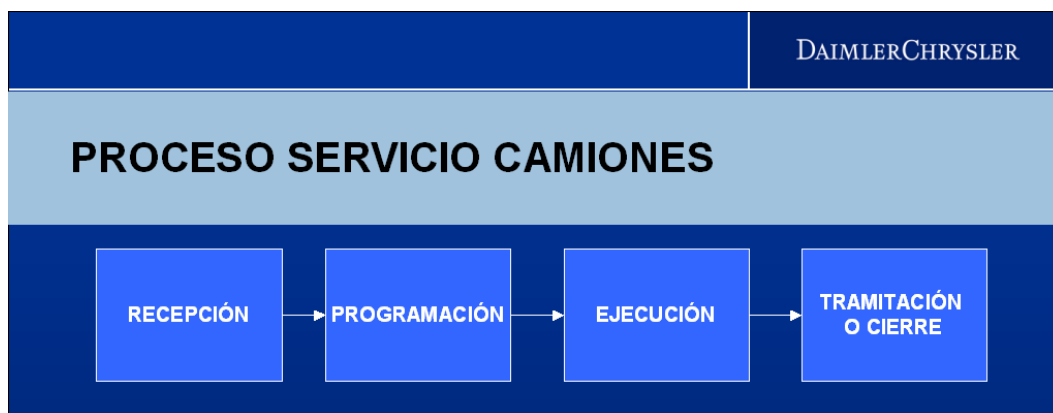 DAIMLERCHRYSLER
PROCESO SERVICIO CAMIONES
RECEPCIÓN
PROGRAMACIÓN
EJECUCIÓN
TRAMITACIÓN
O CIERRE